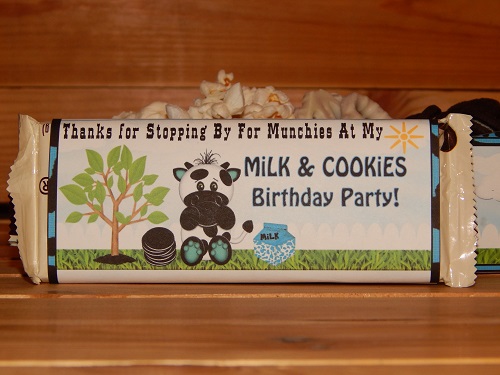 Thanks for Stopping By For Munchies At My
MiLK & COOKiES
Birthday Party!
MiLK